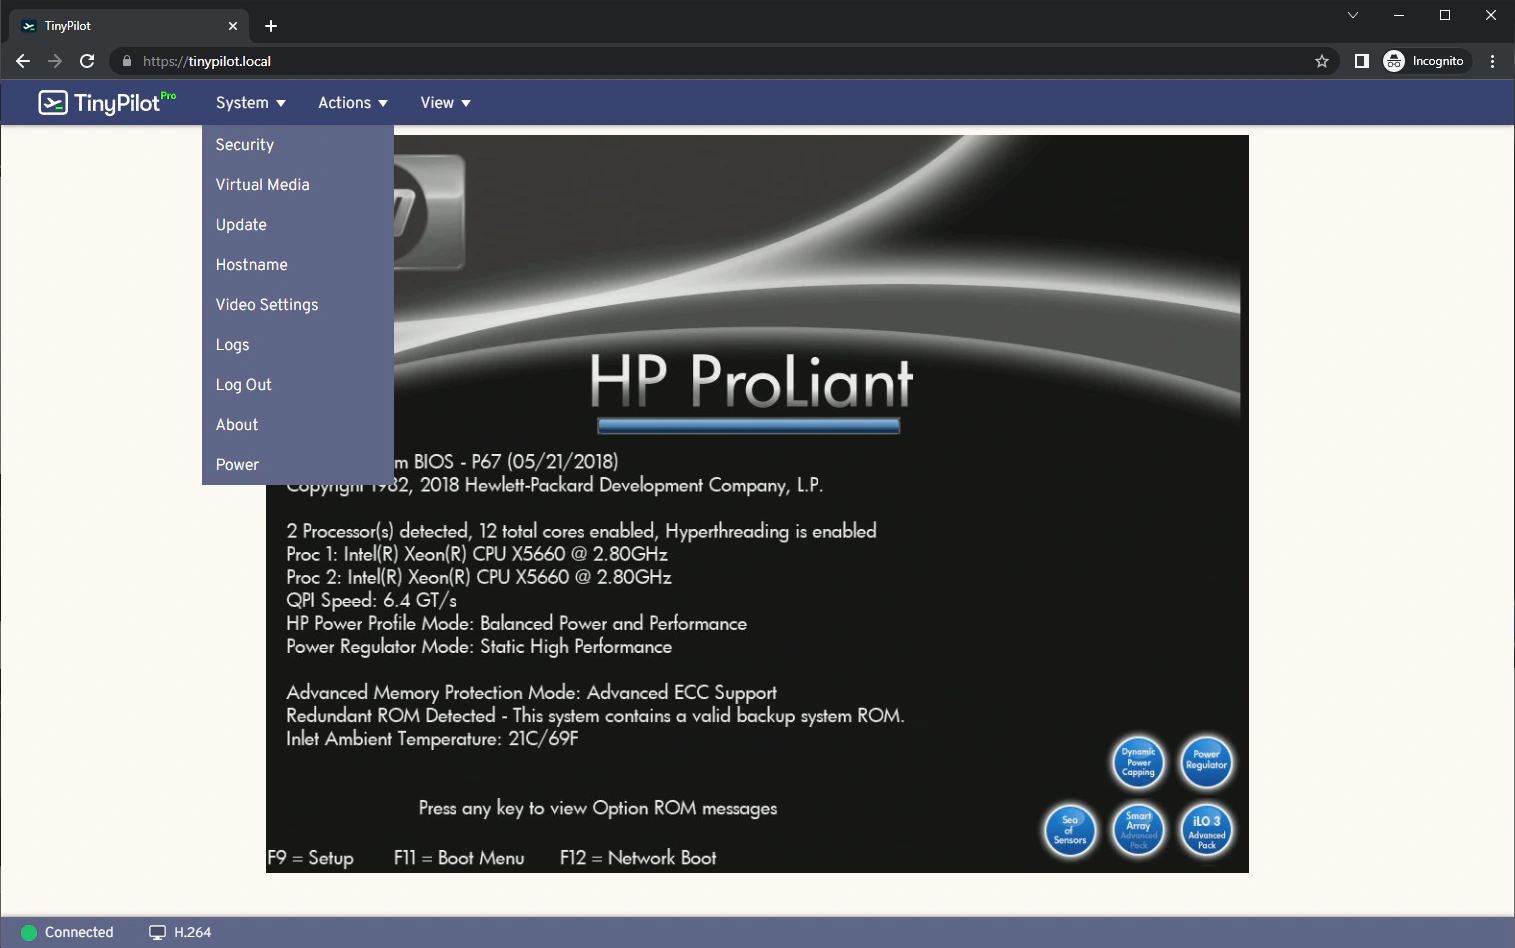 TinyPilot
https://tinypilot.local
Incognito
TinyPilot Pro
System
Actions
View
Security
Virtual Media
Update
Hostname
Video Settings
Logs
Log Out
About
Power
HP ProLiant
m BIOS - P67 (05/21/2018)
Copyright 1982, 2018 Hewlett-Packard Development Company, L.P.
2 Processor(s) detected, 12 total cores enabled, Hyperthreading is enabled
Proc 1: Intel(R) Xeon(R) CPU X5660 @ 2.80GHz
Proc 2: Intel(R) Xeon(R) CPU X5660 @ 2.80GHz
QPI Speed: 6.4 GT/s
HP Power Profile Mode: Balanced Power and Performance
Power Regulator Mode: Static High Performance
Advanced Memory Protection Mode: Advanced ECC Support
Redundant ROM Detected - This system contains a valid backup system ROM.
Inlet Ambient Temperature: 21C/69F
Dynamic
Power
Capping
Power
Regulator
Press any key to view Option ROM messages
Sea
of
Sensors
Smart
Array
Advanced
Pack
iLO 3
Advanced
Pack
F9 = Setup
F11 = Boot Menu
F12 = Network Boot
Connected
H.264